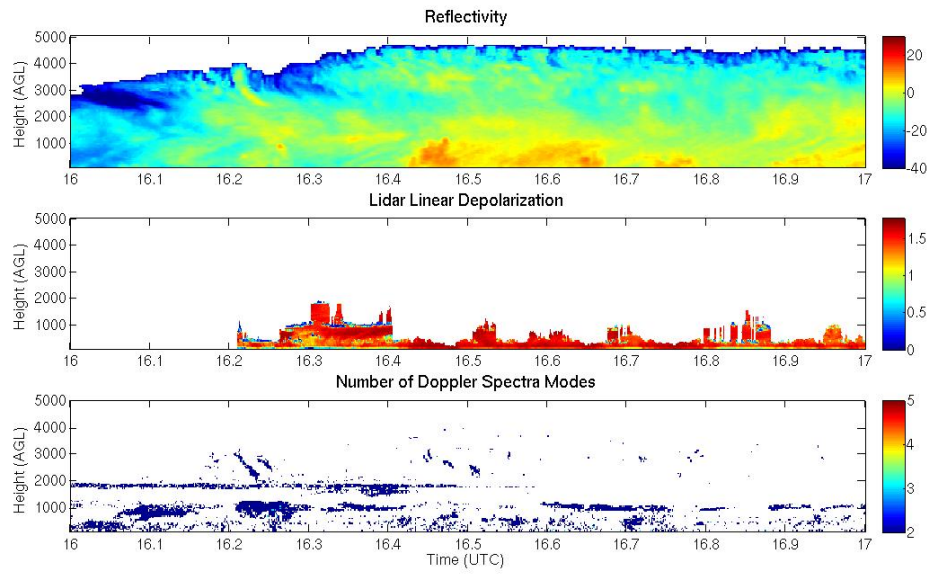 Reflectivity
5000
4000
3000
2000
1000
Height (AGL)
20
0
-20
-40
16 16.1 16.2 16.3 16.4 16.5 16.6 16.7 16.8 16.9 17
Lidar Linear Depolarization
5000
4000
3000
2000
1000
Height (AGL)
1.5
1
0.5
0
16 16.1 16.2 16.3 16.4 16.5 16.6 16.7 16.8 16.9 17
Number of Doppler Spectra Modes
5000
4000
3000
2000
1000
Height (AGL)
5
4
3
2
16 16.1 16.2 16.3 16.4 16.5 16.6 16.7 16.8 16.9 17
Time (UTC)